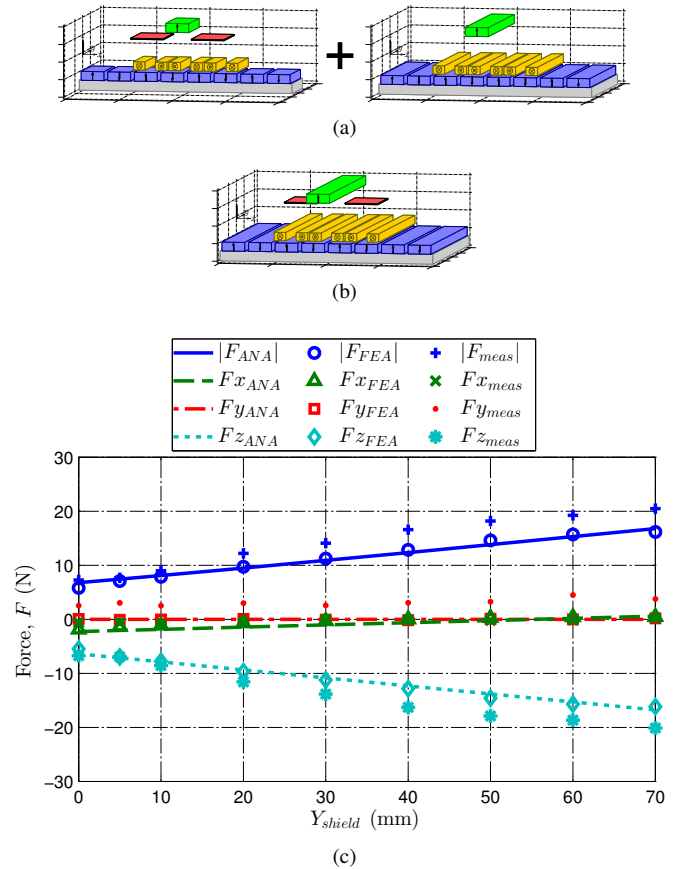 +
(a)
(b)
|F_ANA| |F_FEA| |F_meas|
Fx_ANA Fx_FEA Fx_meas
Fy_ANA Fy_FEA Fy_meas
Fz_ANA Fz_FEA Fz_meas
30
20
10
0
−10
−20
−30
Force, F (N)
0 5 10 20 30 40 50 60 70
Y_shield (mm)
(c)